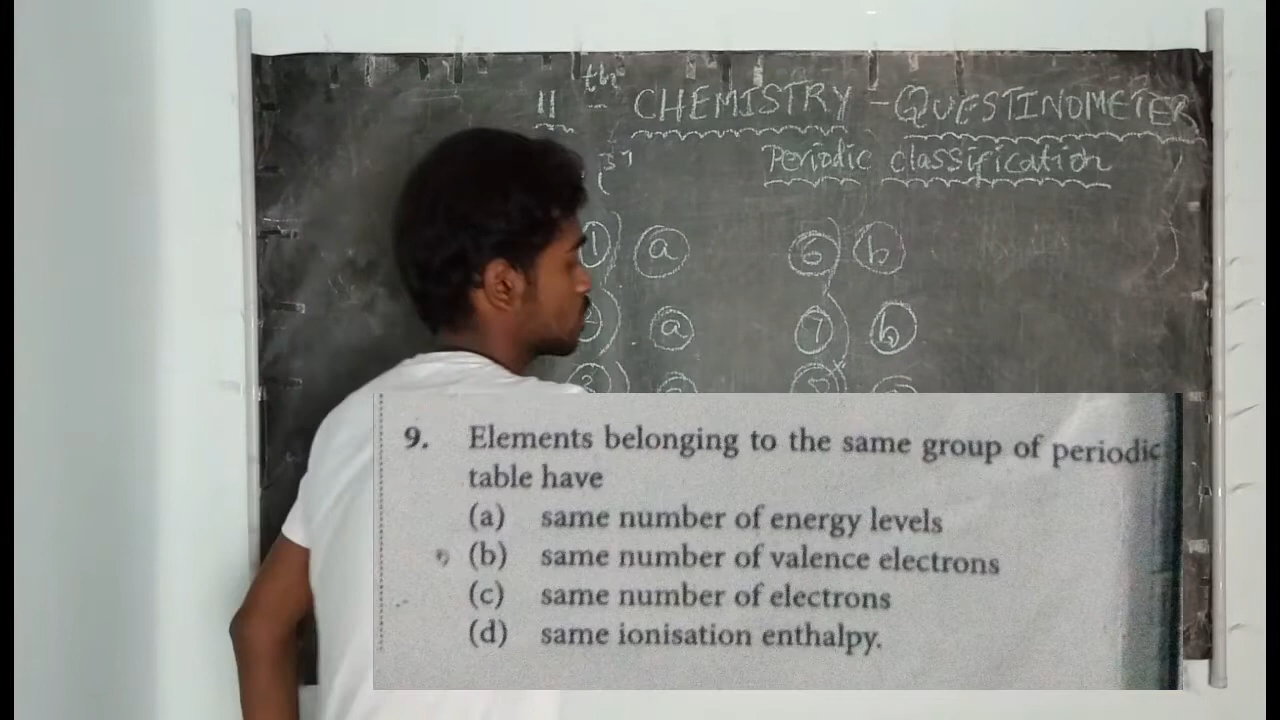 11th CHEMISTRY - QUESTINOMETER
Periodic classification
1) a
6) b
2) a
7) b
9. Elements belonging to the same group of periodic
table have
(a) same number of energy levels
(b) same number of valence electrons
(c) same number of electrons
(d) same ionisation enthalpy.